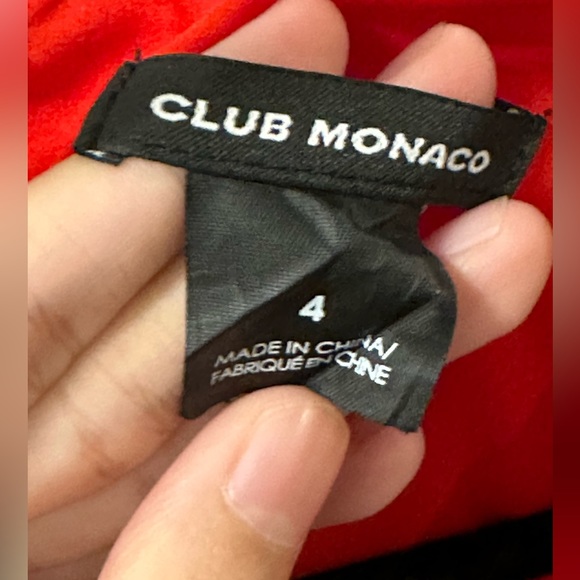 CLUB MONACO
4
MADE IN CHINA/
FABRIQUÉ EN CHINE